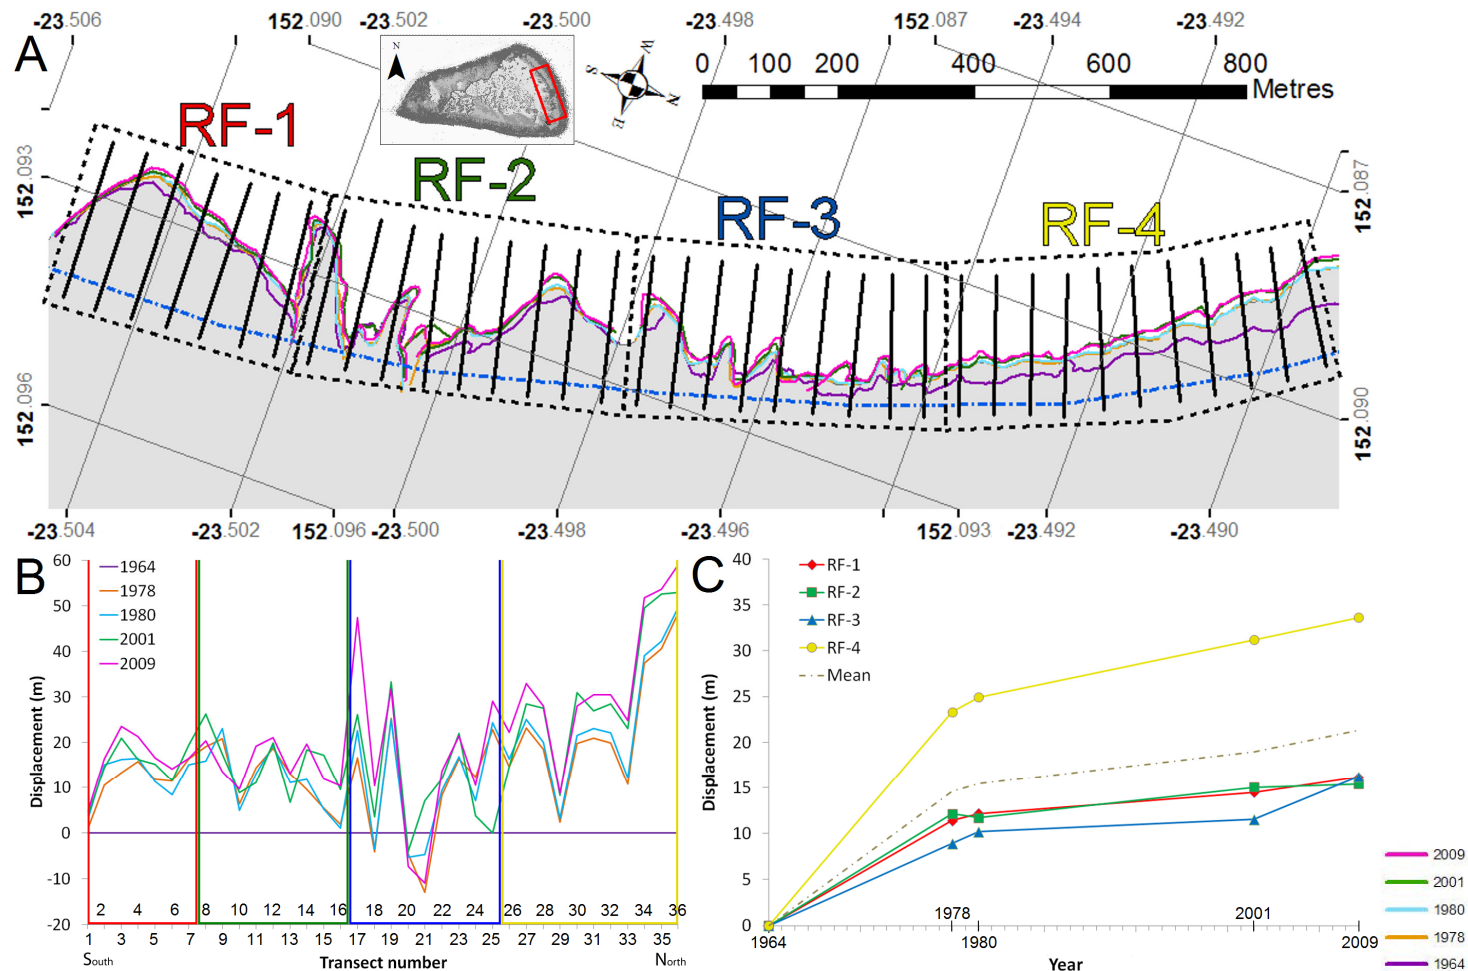 -23.506 152.090 -23.502 -23.500 -23.498 152.087 -23.494 -23.492
A
N
W
S
N
E
0 100 200 400 600 800
Metres
RF-1
RF-2
RF-3
RF-4
152.093
152.096
152.087
152.090
-23.504 -23.502 152.096 -23.500 -23.498 -23.496 152.093 -23.492 -23.490
B
Displacement (m)
60
50
40
30
20
10
0
-10
-20
1964
1978
1980
2001
2009
2 4 6 8 10 12 14 16 18 20 22 24 26 28 30 32 34 36
1 3 5 7 9 11 13 15 17 19 21 23 25 27 29 31 33 35
South
Transect number
North
C
Displacement (m)
40
35
30
25
20
15
10
5
0
RF-1
RF-2
RF-3
RF-4
Mean
1978
2001
1964
1980
2009
Year
2009
2001
1980
1978
1964